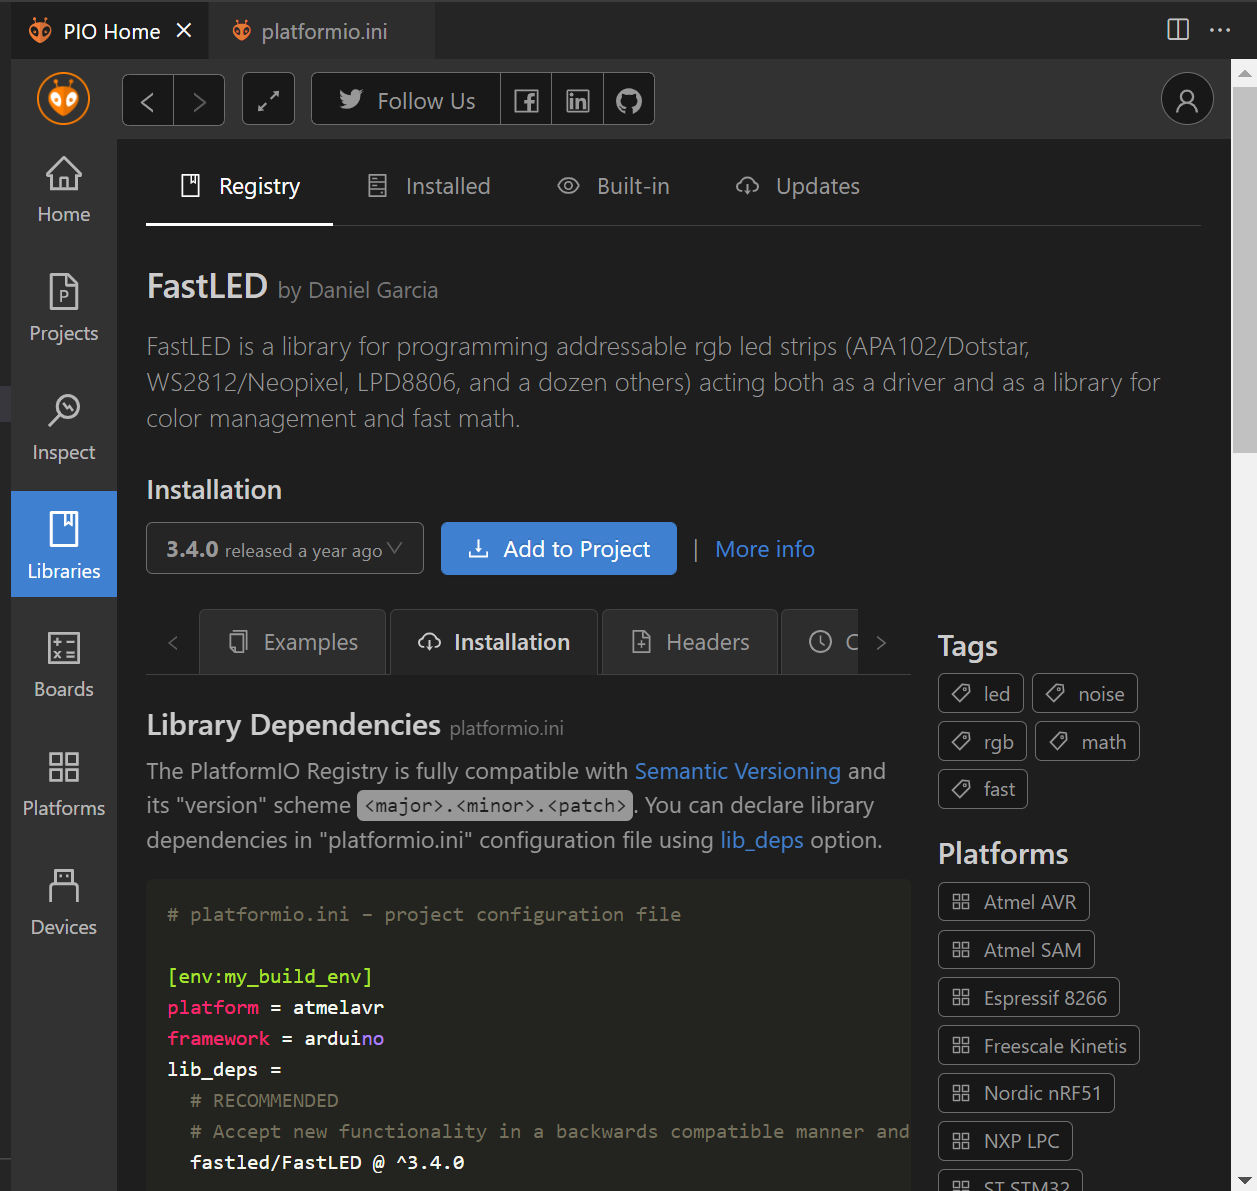 PIO Home
platformio.ini
Follow Us
Home
Projects
Inspect
Libraries
Boards
Platforms
Devices
Registry
Installed
Built-in
Updates
FastLED by Daniel Garcia
FastLED is a library for programming addressable rgb led strips (APA102/Dotstar,
WS2812/Neopixel, LPD8806, and a dozen others) acting both as a driver and as a library for
color management and fast math.
Installation
3.4.0 released a year ago
Add to Project
| More info
Examples
Installation
Headers
C
Library Dependencies platformio.ini
The PlatformIO Registry is fully compatible with Semantic Versioning and
its "version" scheme <major>.<minor>.<patch>. You can declare library
dependencies in "platformio.ini" configuration file using lib_deps option.
# platformio.ini – project configuration file
[env:my_build_env]
platform = atmelavr
framework = arduino
lib_deps =
# RECOMMENDED
# Accept new functionality in a backwards compatible manner and
fastled/FastLED @ ^3.4.0
Tags
led
noise
rgb
math
fast
Platforms
Atmel AVR
Atmel SAM
Espressif 8266
Freescale Kinetis
Nordic nRF51
NXP LPC
ST STM32